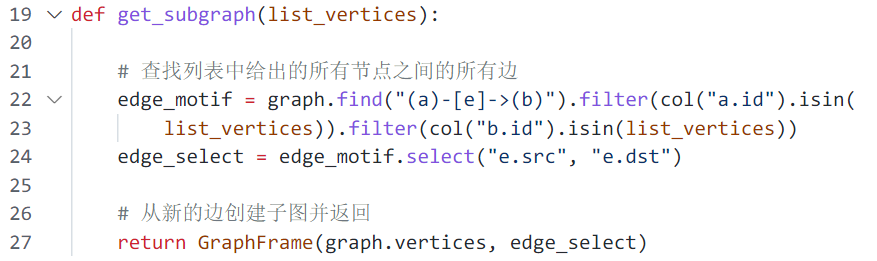 19 def get_subgraph(list_vertices):
20
21 # 查找列表中给出的所有节点之间的所有边
22 edge_motif = graph.find("(a)-[e]->(b)").filter(col("a.id").isin(
23 list_vertices)).filter(col("b.id").isin(list_vertices))
24 edge_select = edge_motif.select("e.src", "e.dst")
25
26 # 从新的边创建子图并返回
27 return GraphFrame(graph.vertices, edge_select)